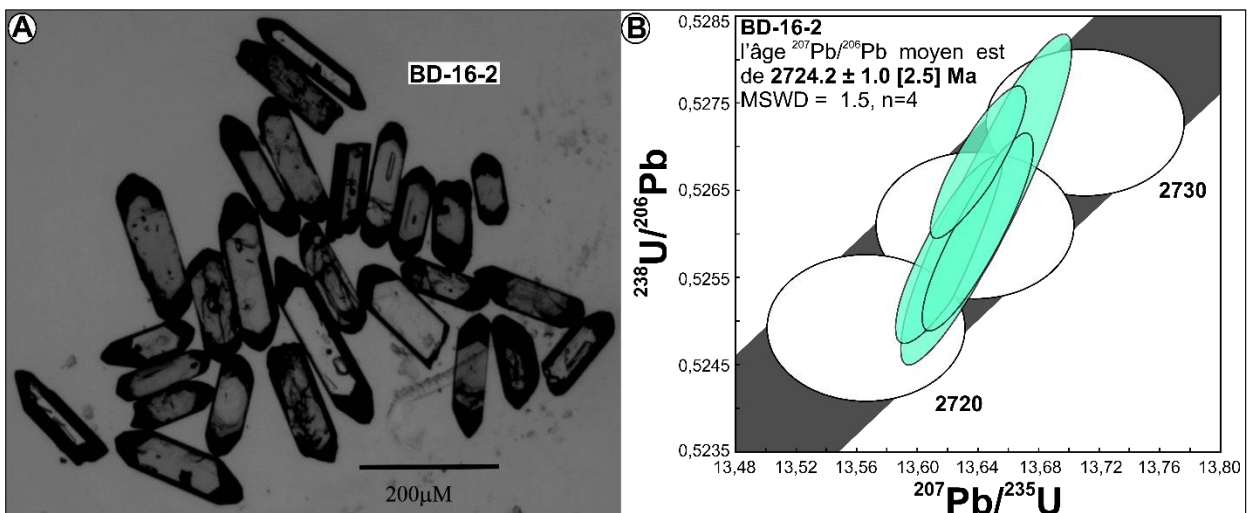 A
BD-16-2
200µM
B
BD-16-2
l'âge ²⁰⁷Pb/²⁰⁶Pb moyen est
de 2724.2 ± 1.0 [2.5] Ma
MSWD = 1.5, n=4
0,5285
0,5275
0,5265
0,5255
0,5245
0,5235
²³⁸U/²⁰⁶Pb
2730
2720
13,48 13,52 13,56 13,60 13,64 13,68 13,72 13,76 13,80
²⁰⁷Pb/²³⁵U